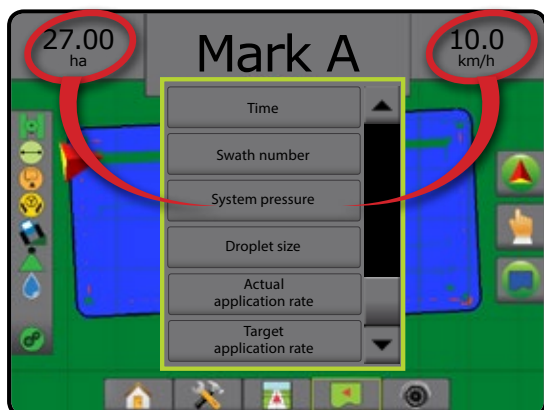 27.00
ha
Mark A
10.0
km/h
Time
Swath number
System pressure
Droplet size
Actual
application rate
Target
application rate